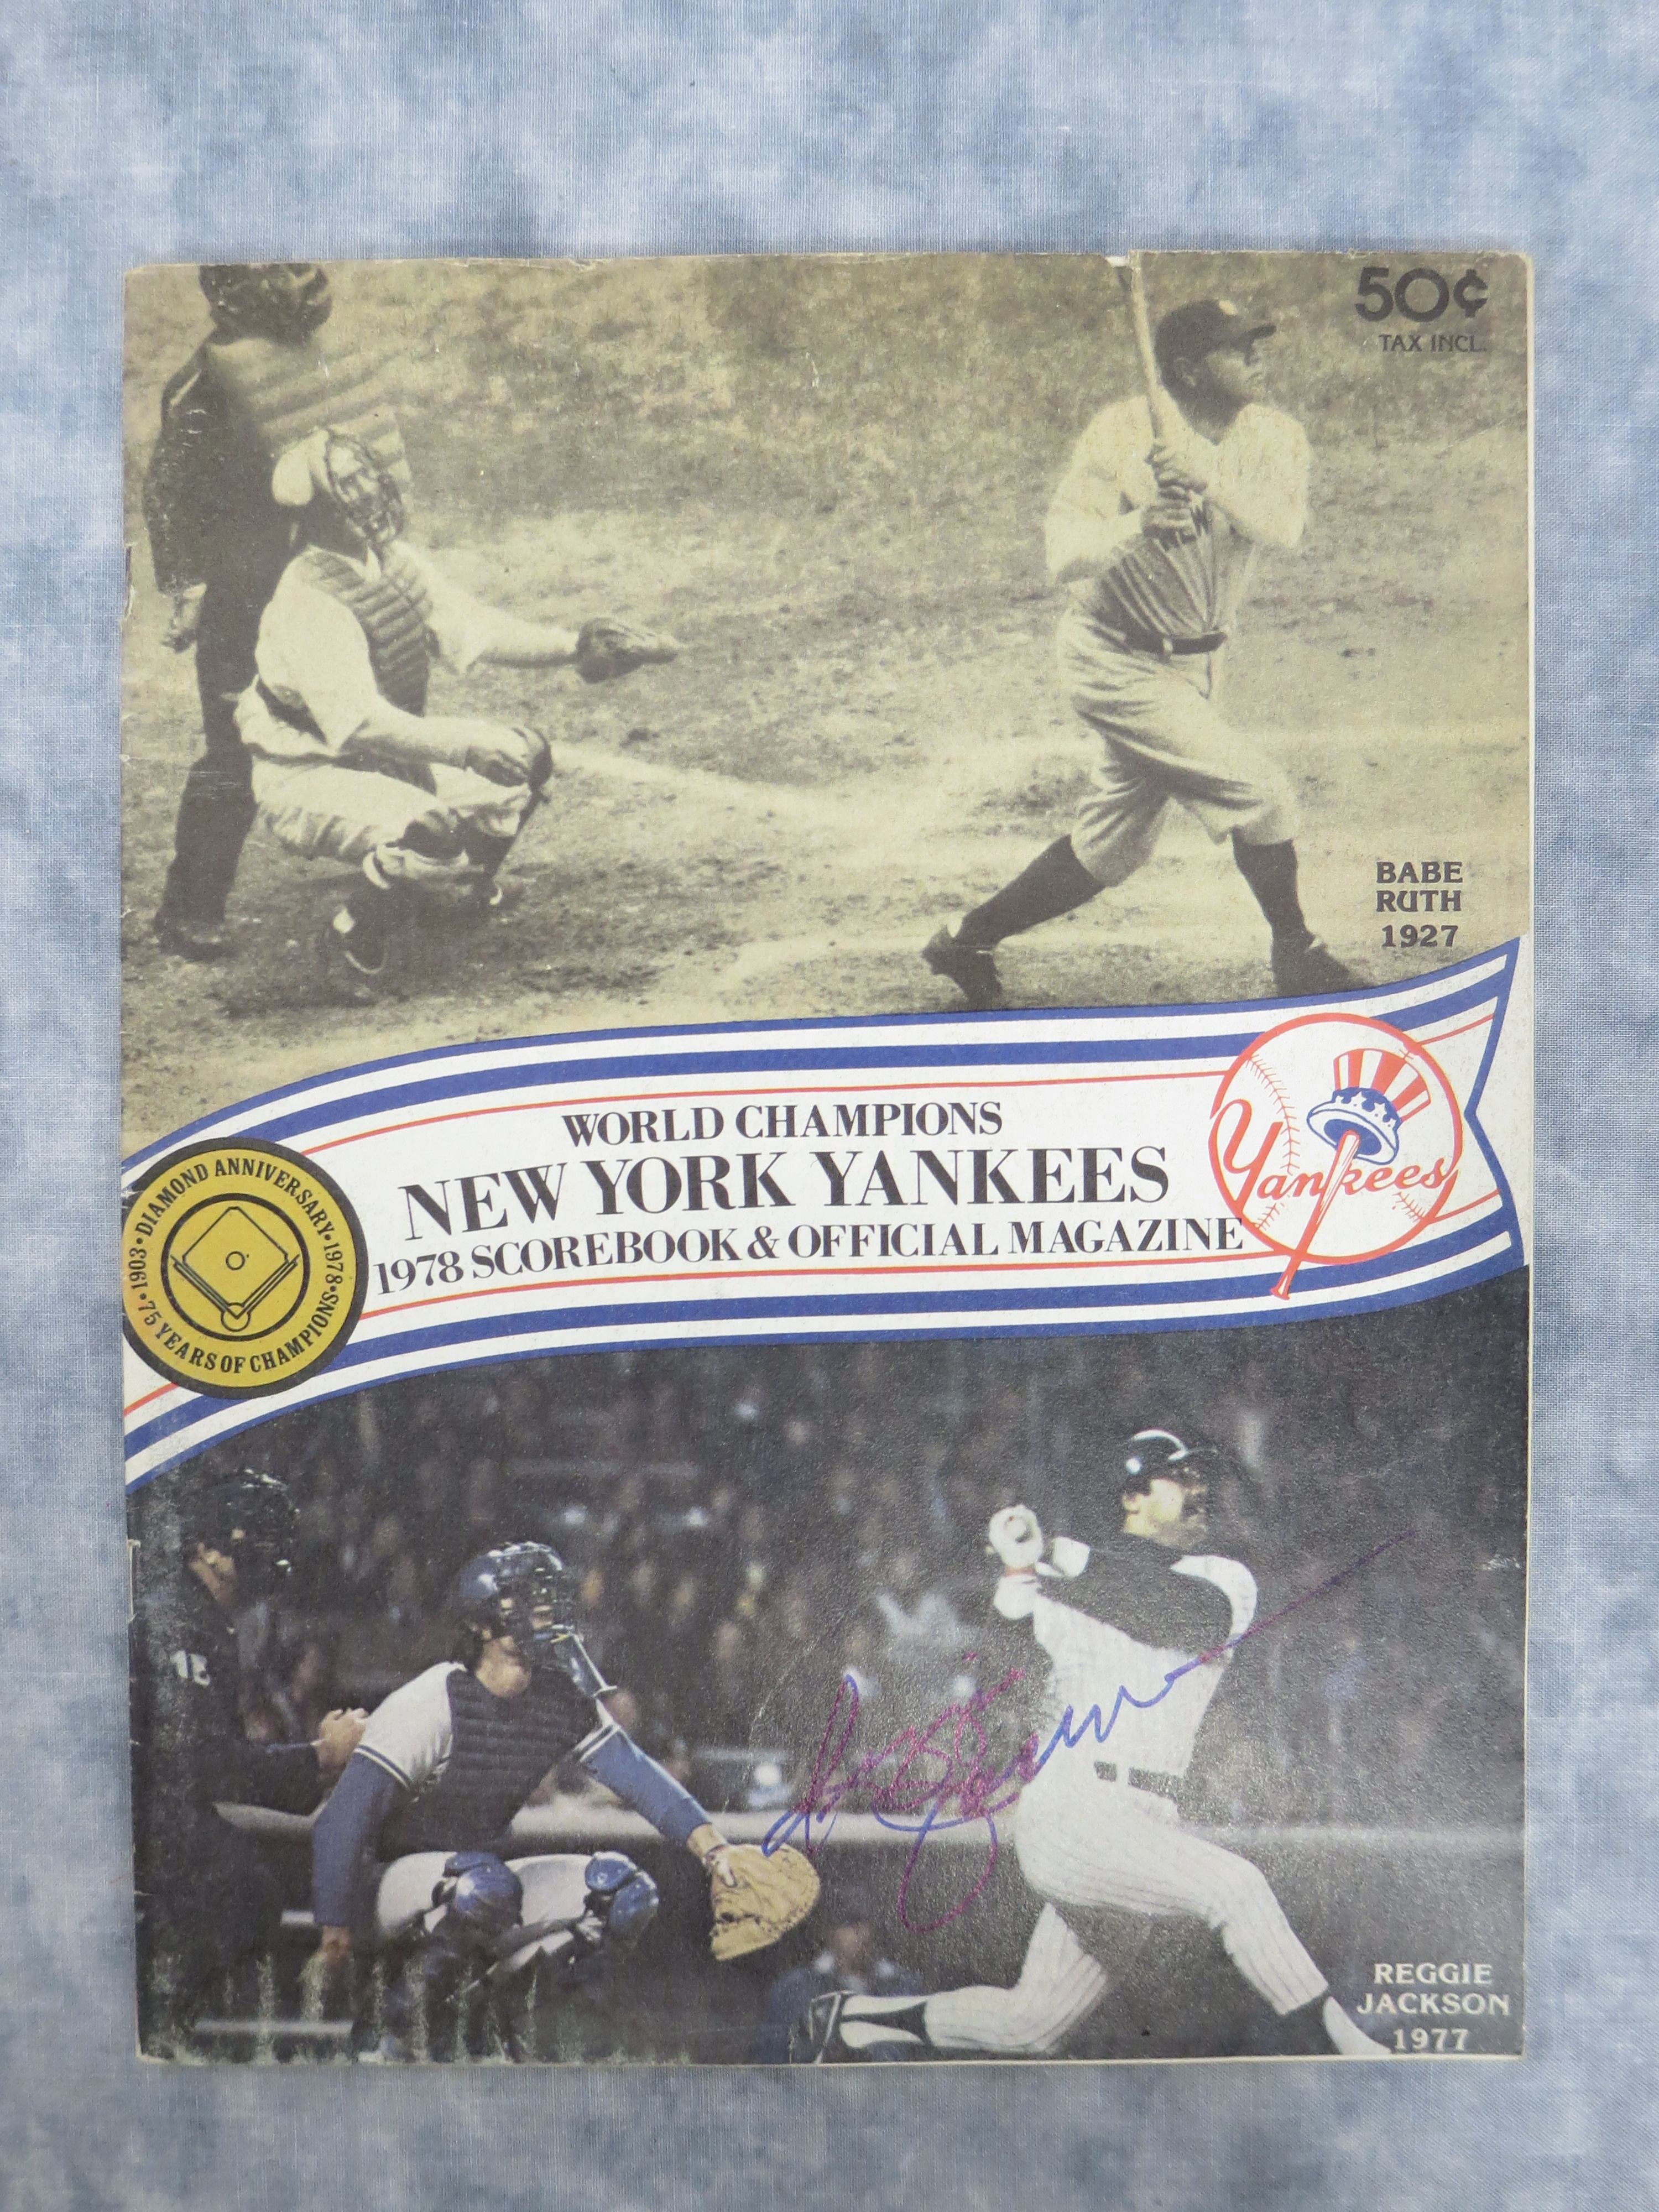 50¢
TAX INCL.
BABE
RUTH
1927
WORLD CHAMPIONS
NEW YORK YANKEES
1978 SCOREBOOK & OFFICIAL MAGAZINE
Yankees
1903 • DIAMOND ANNIVERSARY • 1978 •
75 YEARS OF CHAMPIONS •
REGGIE
JACKSON
1977